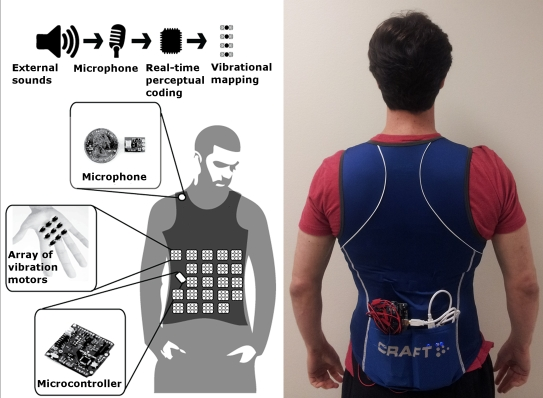 External
sounds
Microphone
Real-time
perceptual
coding
Vibrational
mapping
Microphone
Array of
vibration
motors
Microcontroller
CRAFT